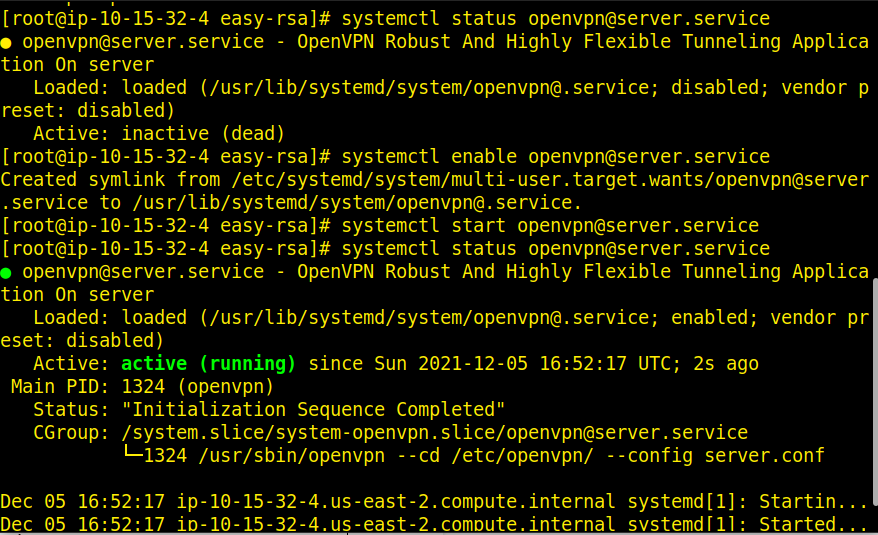 [root@ip-10-15-32-4 easy-rsa]# systemctl status openvpn@server.service
● openvpn@server.service - OpenVPN Robust And Highly Flexible Tunneling Applica
tion On server
   Loaded: loaded (/usr/lib/systemd/system/openvpn@.service; disabled; vendor p
reset: disabled)
   Active: inactive (dead)
[root@ip-10-15-32-4 easy-rsa]# systemctl enable openvpn@server.service
Created symlink from /etc/systemd/system/multi-user.target.wants/openvpn@server
.service to /usr/lib/systemd/system/openvpn@.service.
[root@ip-10-15-32-4 easy-rsa]# systemctl start openvpn@server.service
[root@ip-10-15-32-4 easy-rsa]# systemctl status openvpn@server.service
● openvpn@server.service - OpenVPN Robust And Highly Flexible Tunneling Applica
tion On server
   Loaded: loaded (/usr/lib/systemd/system/openvpn@.service; enabled; vendor pr
eset: disabled)
   Active: active (running) since Sun 2021-12-05 16:52:17 UTC; 2s ago
 Main PID: 1324 (openvpn)
   Status: "Initialization Sequence Completed"
   CGroup: /system.slice/system-openvpn.slice/openvpn@server.service
           └─1324 /usr/sbin/openvpn --cd /etc/openvpn/ --config server.conf
Dec 05 16:52:17 ip-10-15-32-4.us-east-2.compute.internal systemd[1]: Startin...
Dec 05 16:52:17 ip-10-15-32-4.us-east-2.compute.internal systemd[1]: Started...